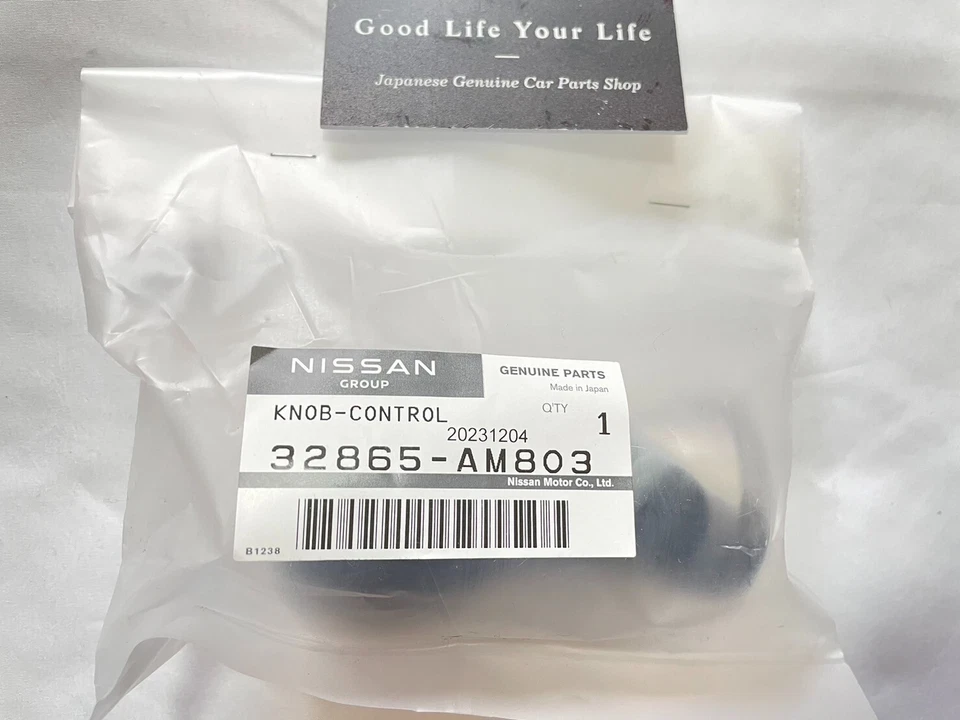 Good Life Your Life
Japanese Genuine Car Parts Shop
NISSAN
GROUP
GENUINE PARTS
Made in Japan
KNOB-CONTROL
Q'TY
1
20231204
32865-AM803
Nissan Motor Co., Ltd.
B1238